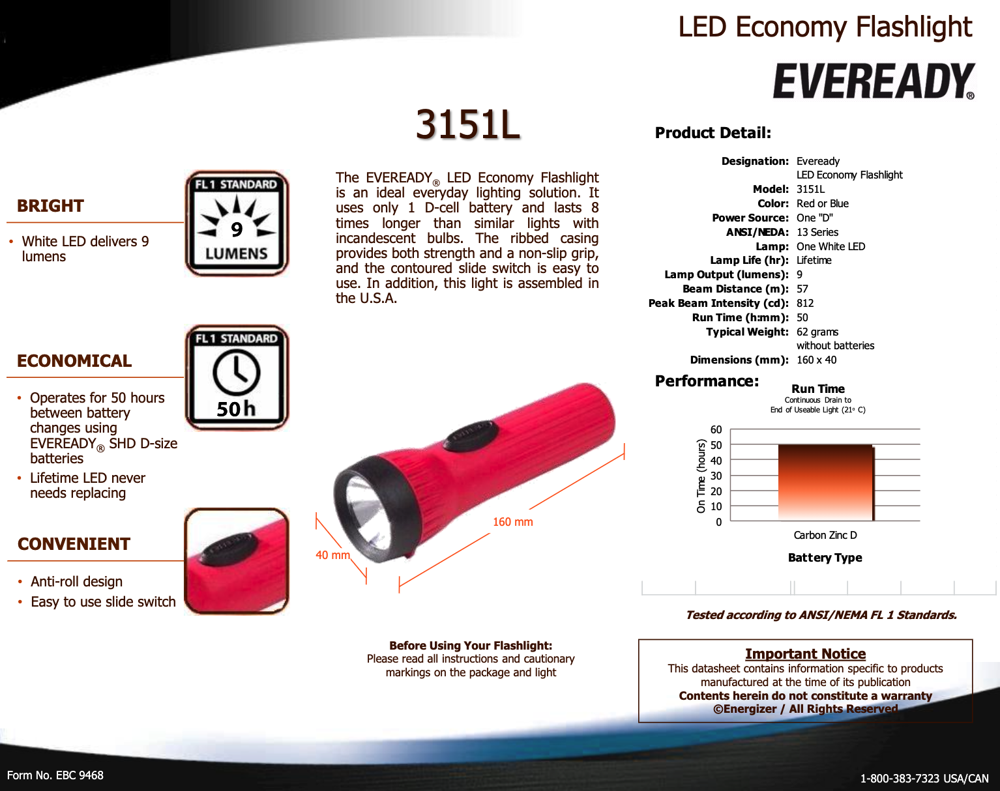 LED Economy Flashlight
EVEREADY®
3151L
BRIGHT
• White LED delivers 9
lumens
FL 1 STANDARD
9
LUMENS
ECONOMICAL
• Operates for 50 hours
between battery
changes using
EVEREADY® SHD D-size
batteries
• Lifetime LED never
needs replacing
FL 1 STANDARD
50h
CONVENIENT
• Anti-roll design
• Easy to use slide switch
The EVEREADY® LED Economy Flashlight
is an ideal everyday lighting solution. It
uses only 1 D-cell battery and lasts 8
times longer than similar lights with
incandescent bulbs. The ribbed casing
provides both strength and a non-slip grip,
and the contoured slide switch is easy to
use. In addition, this light is assembled in
the U.S.A.
160 mm
40 mm
Before Using Your Flashlight:
Please read all instructions and cautionary
markings on the package and light
Product Detail:
Designation: Eveready
LED Economy Flashlight
Model: 3151L
Color: Red or Blue
Power Source: One "D"
ANSI/NEDA: 13 Series
Lamp: One White LED
Lamp Life (hr): Lifetime
Lamp Output (lumens): 9
Beam Distance (m): 57
Peak Beam Intensity (cd): 812
Run Time (h:mm): 50
Typical Weight: 62 grams
without batteries
Dimensions (mm): 160 x 40
Performance:
Run Time
Continuous Drain to
End of Useable Light (21° C)
On Time (hours)
60
50
40
30
20
10
0
Carbon Zinc D
Battery Type
Tested according to ANSI/NEMA FL 1 Standards.
Important Notice
This datasheet contains information specific to products
manufactured at the time of its publication
Contents herein do not constitute a warranty
©Energizer / All Rights Reserved
Form No. EBC 9468
1-800-383-7323 USA/CAN